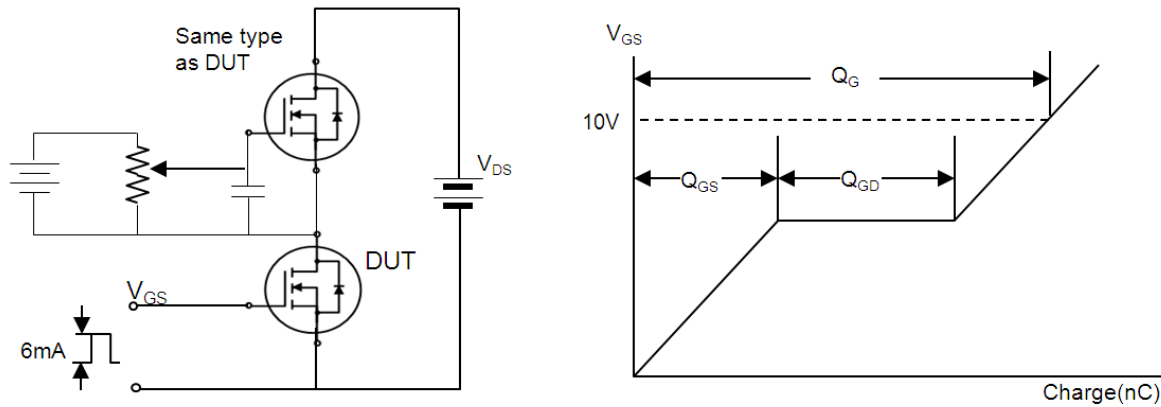 Same type
as DUT
V_DS
DUT
V_GS
6mA
V_GS
Q_G
10V
Q_GS
Q_GD
Charge(nC)